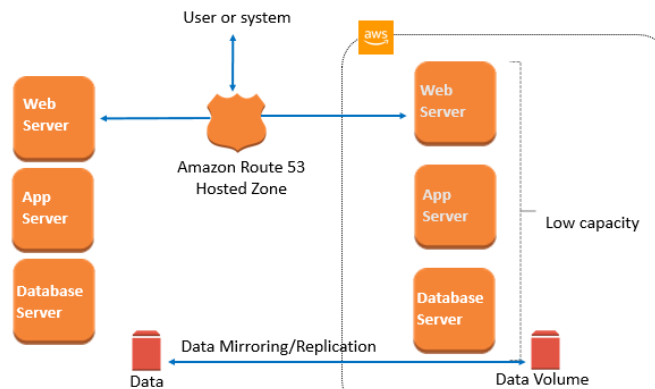 User or system
aws
Web
Server
Web
Server
Amazon Route 53
Hosted Zone
App
Server
App
Server
Low capacity
Database
Server
Database
Server
Data Mirroring/Replication
Data
Data Volume